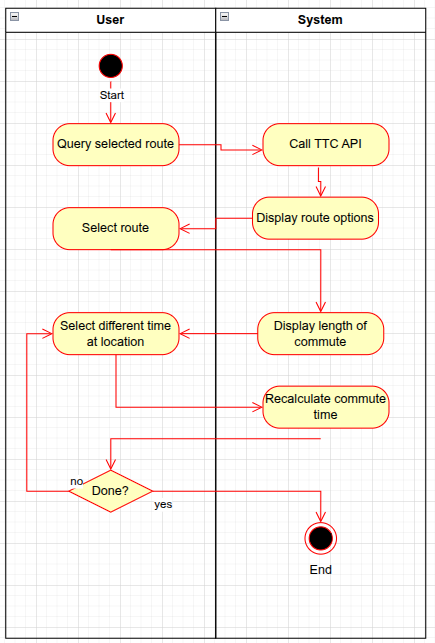 User
System
Start
Query selected route
Call TTC API
Display route options
Select route
Select different time
at location
Display length of
commute
Recalculate commute
time
no
Done?
yes
End